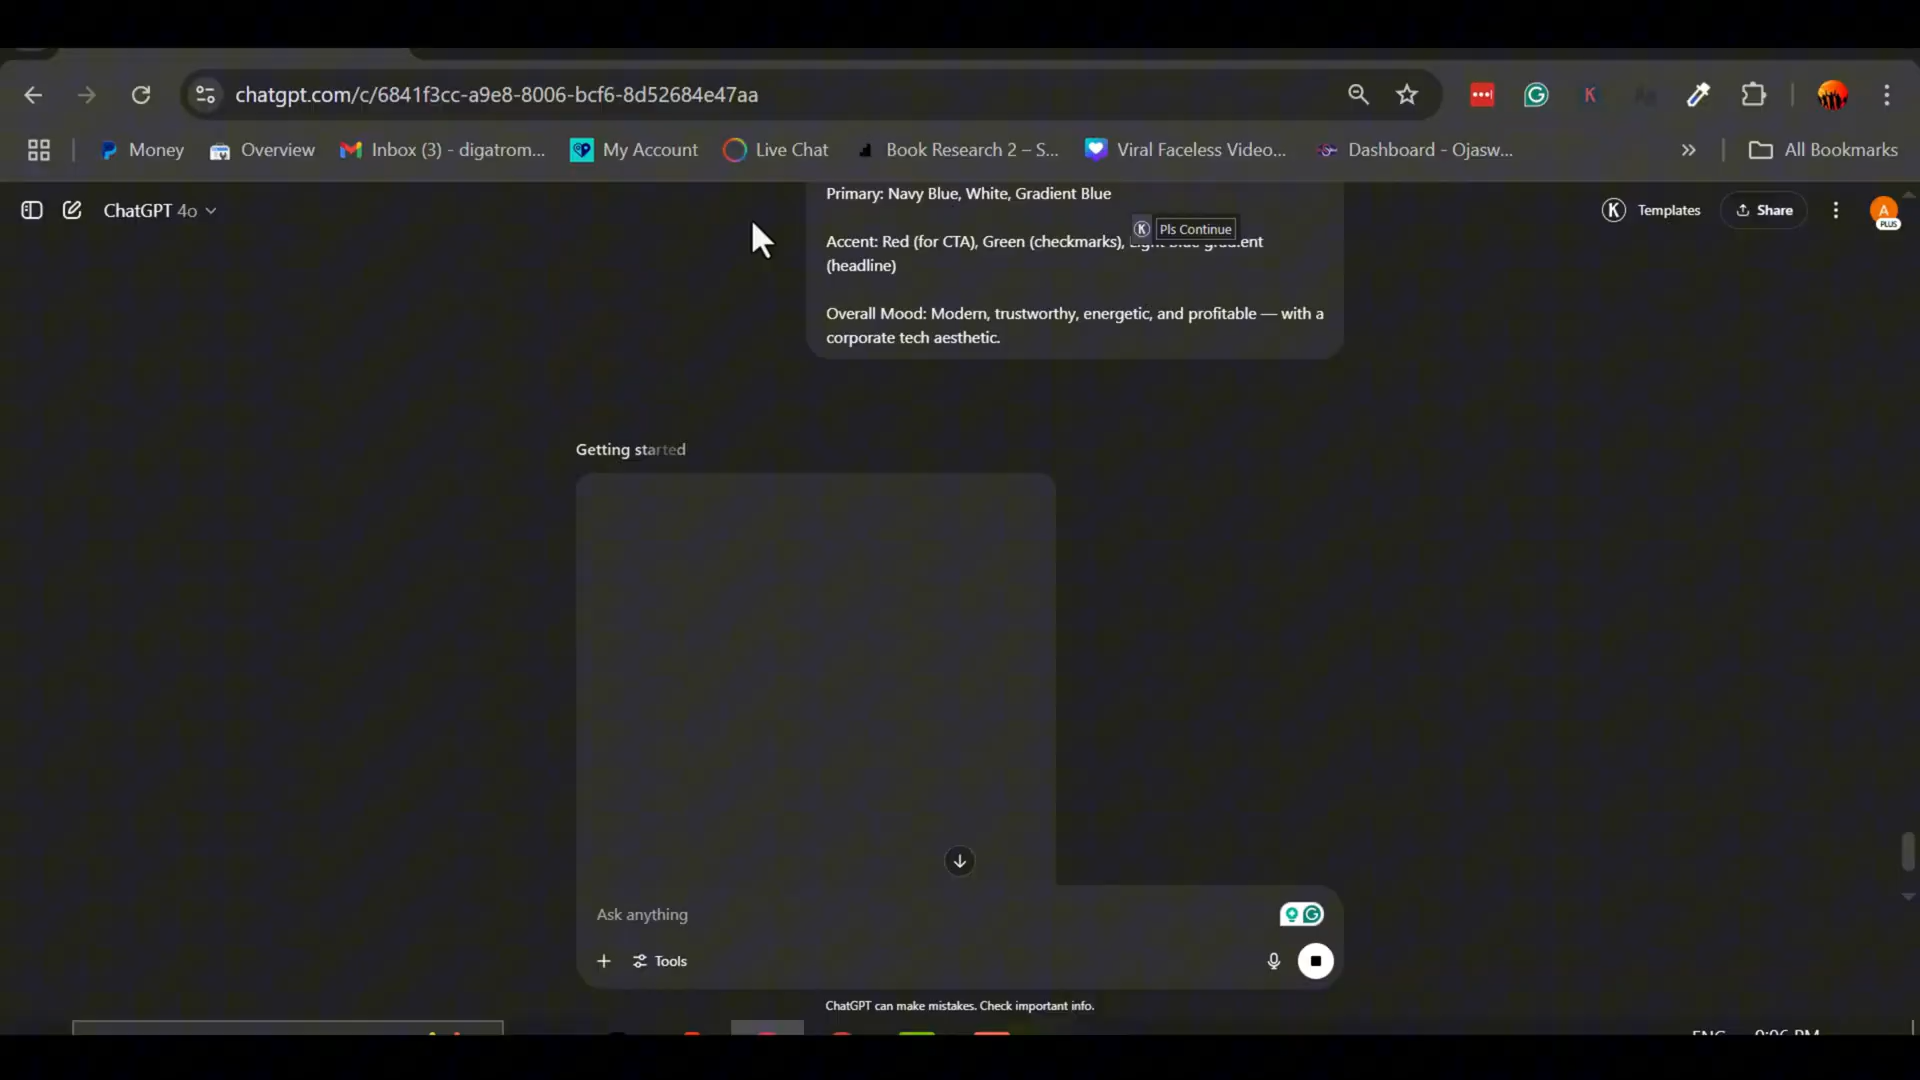 chatgpt.com/c/6841f3cc-a9e8-8006-bcf6-8d52684e47aa
Money
Overview
Inbox (3) - digatrom...
My Account
Live Chat
Book Research 2 – S...
Viral Faceless Video...
Dashboard - Ojasw...
All Bookmarks
ChatGPT 4o
Templates
Share
A
PLUS
Primary: Navy Blue, White, Gradient Blue
K Pls Continue
Accent: Red (for CTA), Green (checkmarks),
(headline)
Overall Mood: Modern, trustworthy, energetic, and profitable — with a
corporate tech aesthetic.
Getting started
Ask anything
Tools
ChatGPT can make mistakes. Check important info.